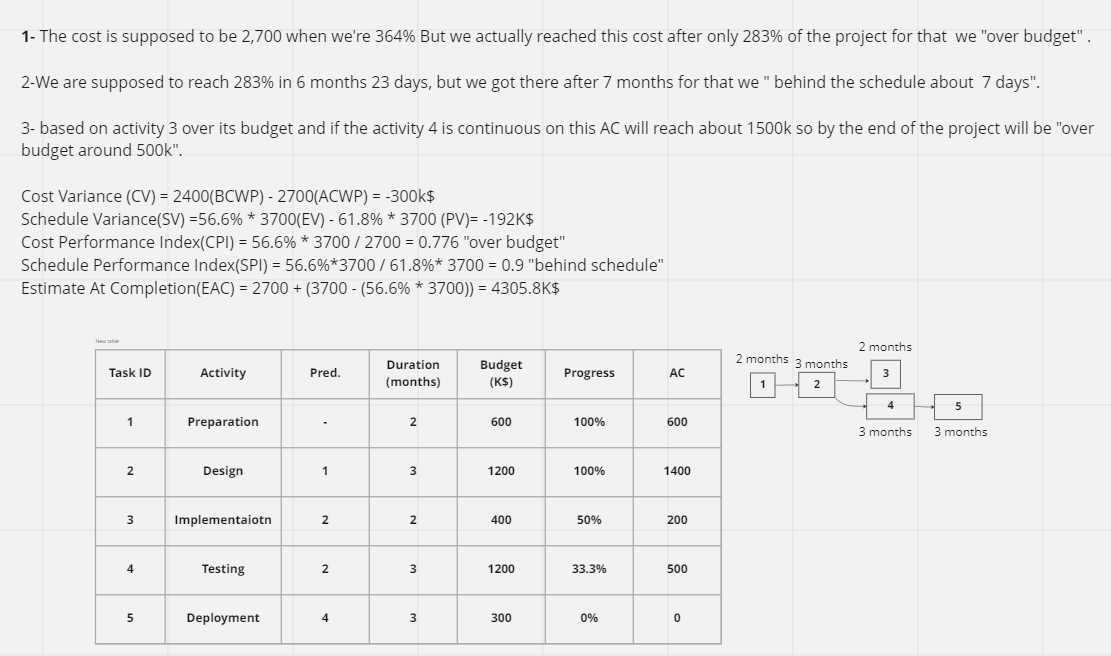 1- The cost is supposed to be 2,700 when we're 364% But we actually reached this cost after only 283% of the project for that we "over budget" .
2-We are supposed to reach 283% in 6 months 23 days, but we got there after 7 months for that we " behind the schedule about 7 days".
3- based on activity 3 over its budget and if the activity 4 is continuous on this AC will reach about 1500k so by the end of the project will be "over
budget around 500k".
Cost Variance (CV) = 2400(BCWP) - 2700(ACWP) = -300k$
Schedule Variance(SV) =56.6% * 3700(EV) - 61.8% * 3700 (PV)= -192K$
Cost Performance Index(CPI) = 56.6% * 3700 / 2700 = 0.776 "over budget"
Schedule Performance Index(SPI) = 56.6%*3700 / 61.8%* 3700 = 0.9 "behind schedule"
Estimate At Completion(EAC) = 2700 + (3700 - (56.6% * 3700)) = 4305.8K$
New table
Task ID Activity Pred. Duration (months) Budget (K$) Progress AC
1 Preparation - 2 600 100% 600
2 Design 1 3 1200 100% 1400
3 Implementaiotn 2 2 400 50% 200
4 Testing 2 3 1200 33.3% 500
5 Deployment 4 3 300 0% 0
2 months
2 months 3 months
1 2 3
4 5
3 months 3 months